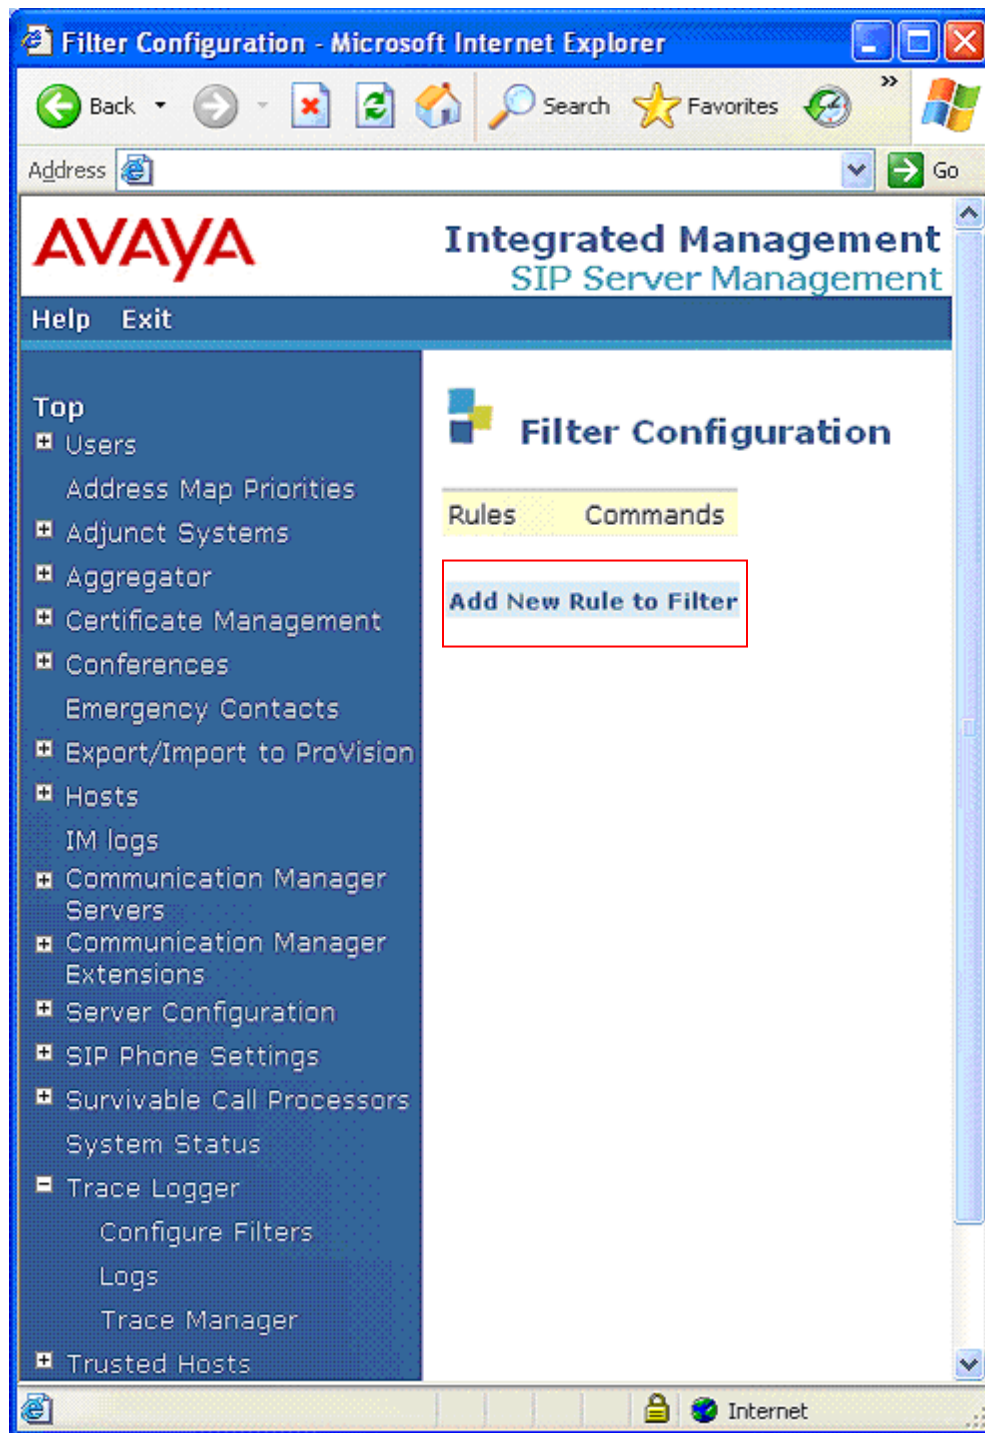 Filter Configuration - Microsoft Internet Explorer
Back
Search
Favorites
»
Address
Go
AVAYA
Integrated Management
SIP Server Management
Help Exit
Top
Users
Address Map Priorities
Adjunct Systems
Aggregator
Certificate Management
Conferences
Emergency Contacts
Export/Import to ProVision
Hosts
IM logs
Communication Manager
Servers
Communication Manager
Extensions
Server Configuration
SIP Phone Settings
Survivable Call Processors
System Status
Trace Logger
Configure Filters
Logs
Trace Manager
Trusted Hosts
Filter Configuration
Rules Commands
Add New Rule to Filter
Internet